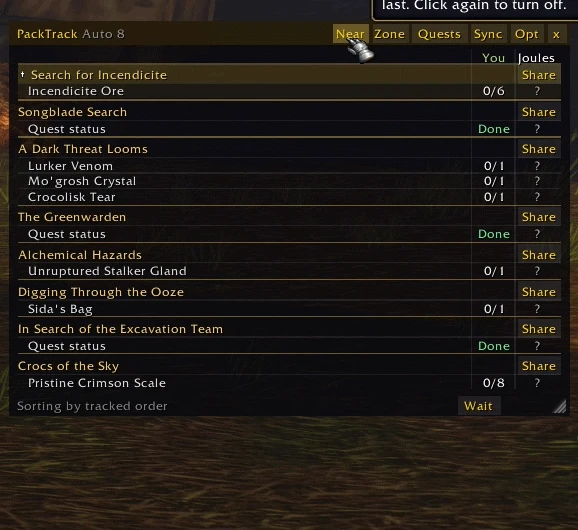 last. Click again to turn off.
PackTrack Auto 8 Near Zone Quests Sync Opt x
You Joules
↑ Search for Incendicite Share
Incendicite Ore 0/6 ?
Songblade Search Share
Quest status Done ?
A Dark Threat Looms Share
Lurker Venom 0/1 ?
Mo'grosh Crystal 0/1 ?
Crocolisk Tear 0/1 ?
The Greenwarden Share
Quest status Done ?
Alchemical Hazards Share
Unruptured Stalker Gland 0/1 ?
Digging Through the Ooze Share
Sida's Bag 0/1 ?
In Search of the Excavation Team Share
Quest status Done ?
Crocs of the Sky Share
Pristine Crimson Scale 0/8 ?
Sorting by tracked order Wait